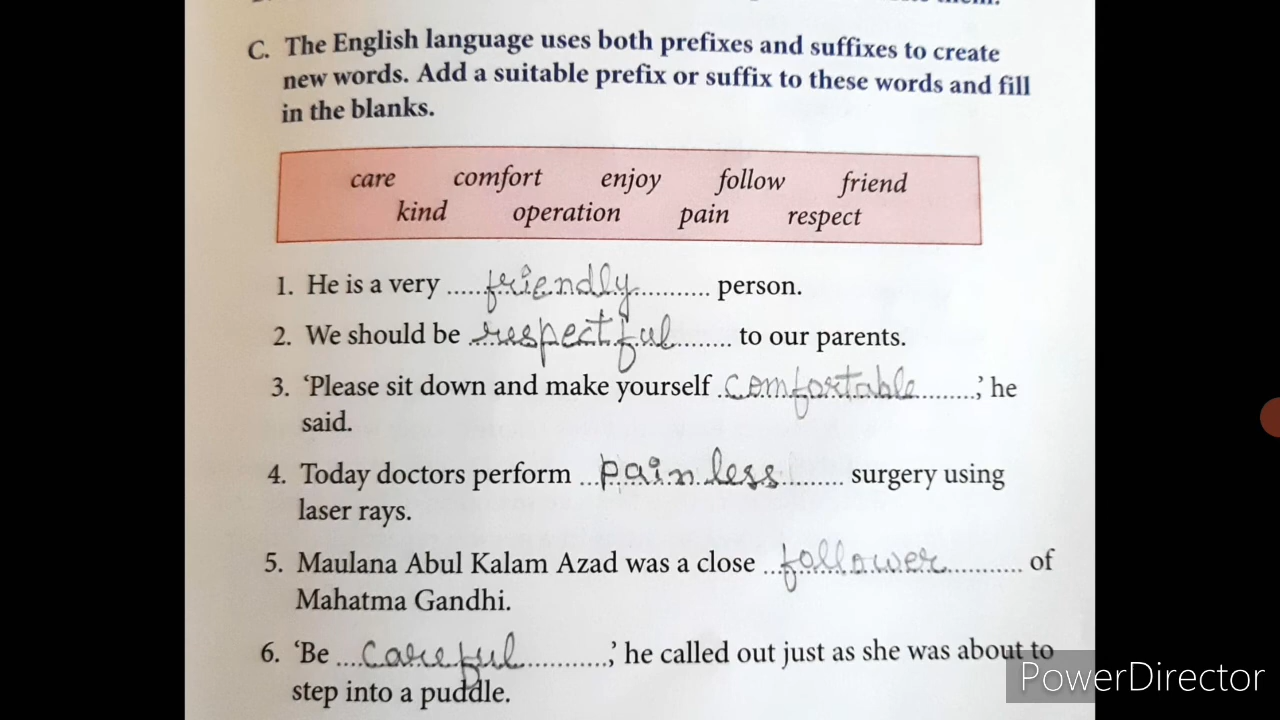 them.
C. The English language uses both prefixes and suffixes to create
new words. Add a suitable prefix or suffix to these words and fill
in the blanks.
care comfort enjoy follow friend
kind operation pain respect
1. He is a very .....friendly.......... person.
2. We should be ..respectful....... to our parents.
3. ‘Please sit down and make yourself .comfortable.......,’ he
said.
4. Today doctors perform ...painless....... surgery using
laser rays.
5. Maulana Abul Kalam Azad was a close ...follower.......... of
Mahatma Gandhi.
6. ‘Be ....careful...........,’ he called out just as she was about to
step into a puddle.
PowerDirector